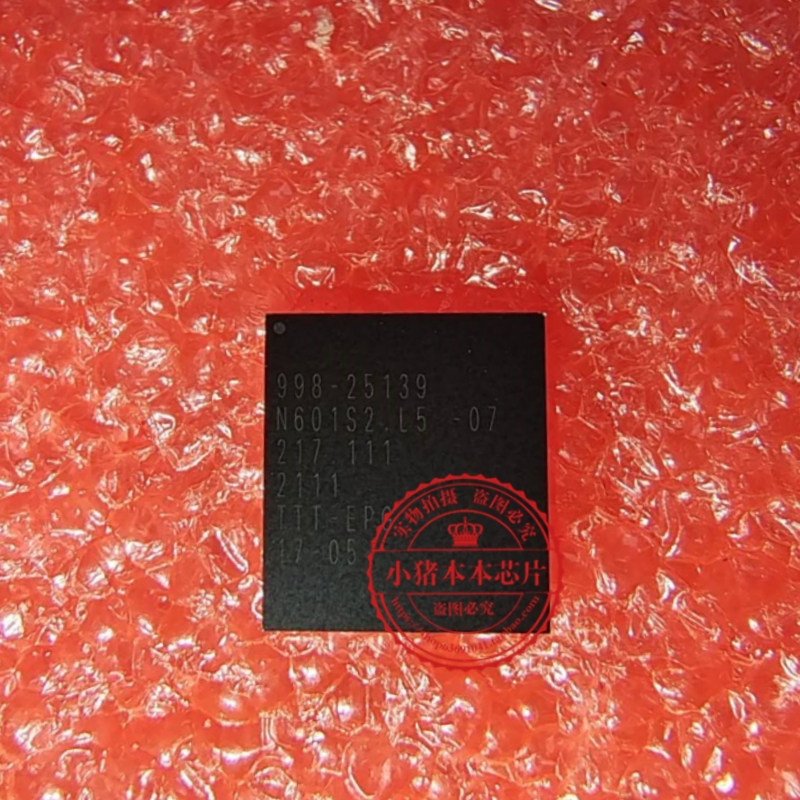 998-25139
N601S2.L5 -07
217.111
2111
TTT-EP
17-05
实物拍摄 盗图必究
小猪本本芯片
盗图必究